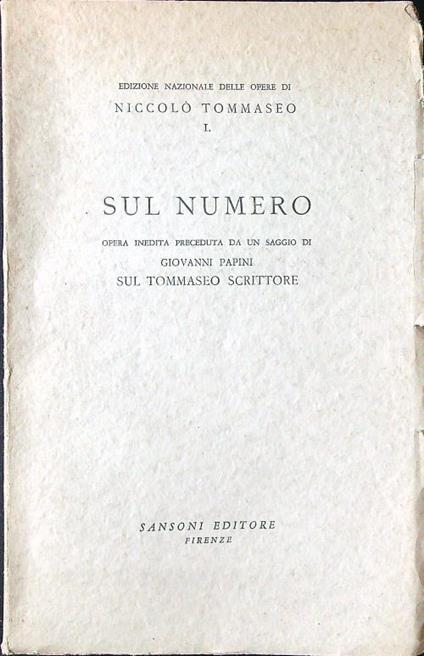 EDIZIONE NAZIONALE DELLE OPERE DI
NICCOLÒ TOMMASEO
I.
SUL NUMERO
OPERA INEDITA PRECEDUTA DA UN SAGGIO DI
GIOVANNI PAPINI
SUL TOMMASEO SCRITTORE
SANSONI EDITORE
FIRENZE